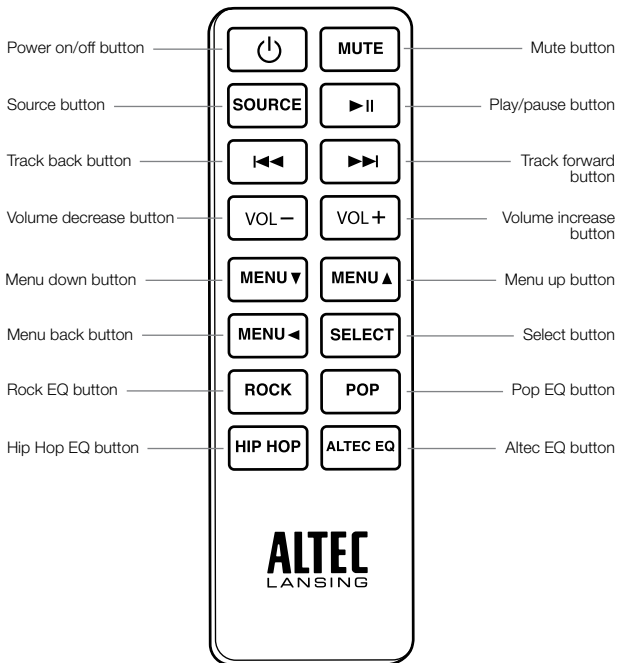 Power on/off button
MUTE
Mute button
Source button
SOURCE
Play/pause button
Track back button
Track forward
button
Volume decrease button
VOL−
VOL+
Volume increase
button
Menu down button
MENU▼
MENU▲
Menu up button
Menu back button
MENU◄
SELECT
Select button
Rock EQ button
ROCK
POP
Pop EQ button
Hip Hop EQ button
HIP HOP
ALTEC EQ
Altec EQ button
ALTEC
LANSING